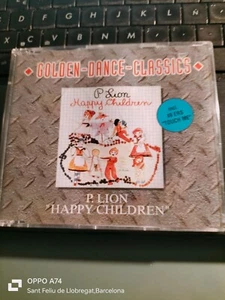 GOLDEN-DANCE-CLASSICS
P. Lion
Happy Children
P. LION
"HAPPY CHILDREN"
OPPO A74
Sant Feliu de Llobregat,Barcelona